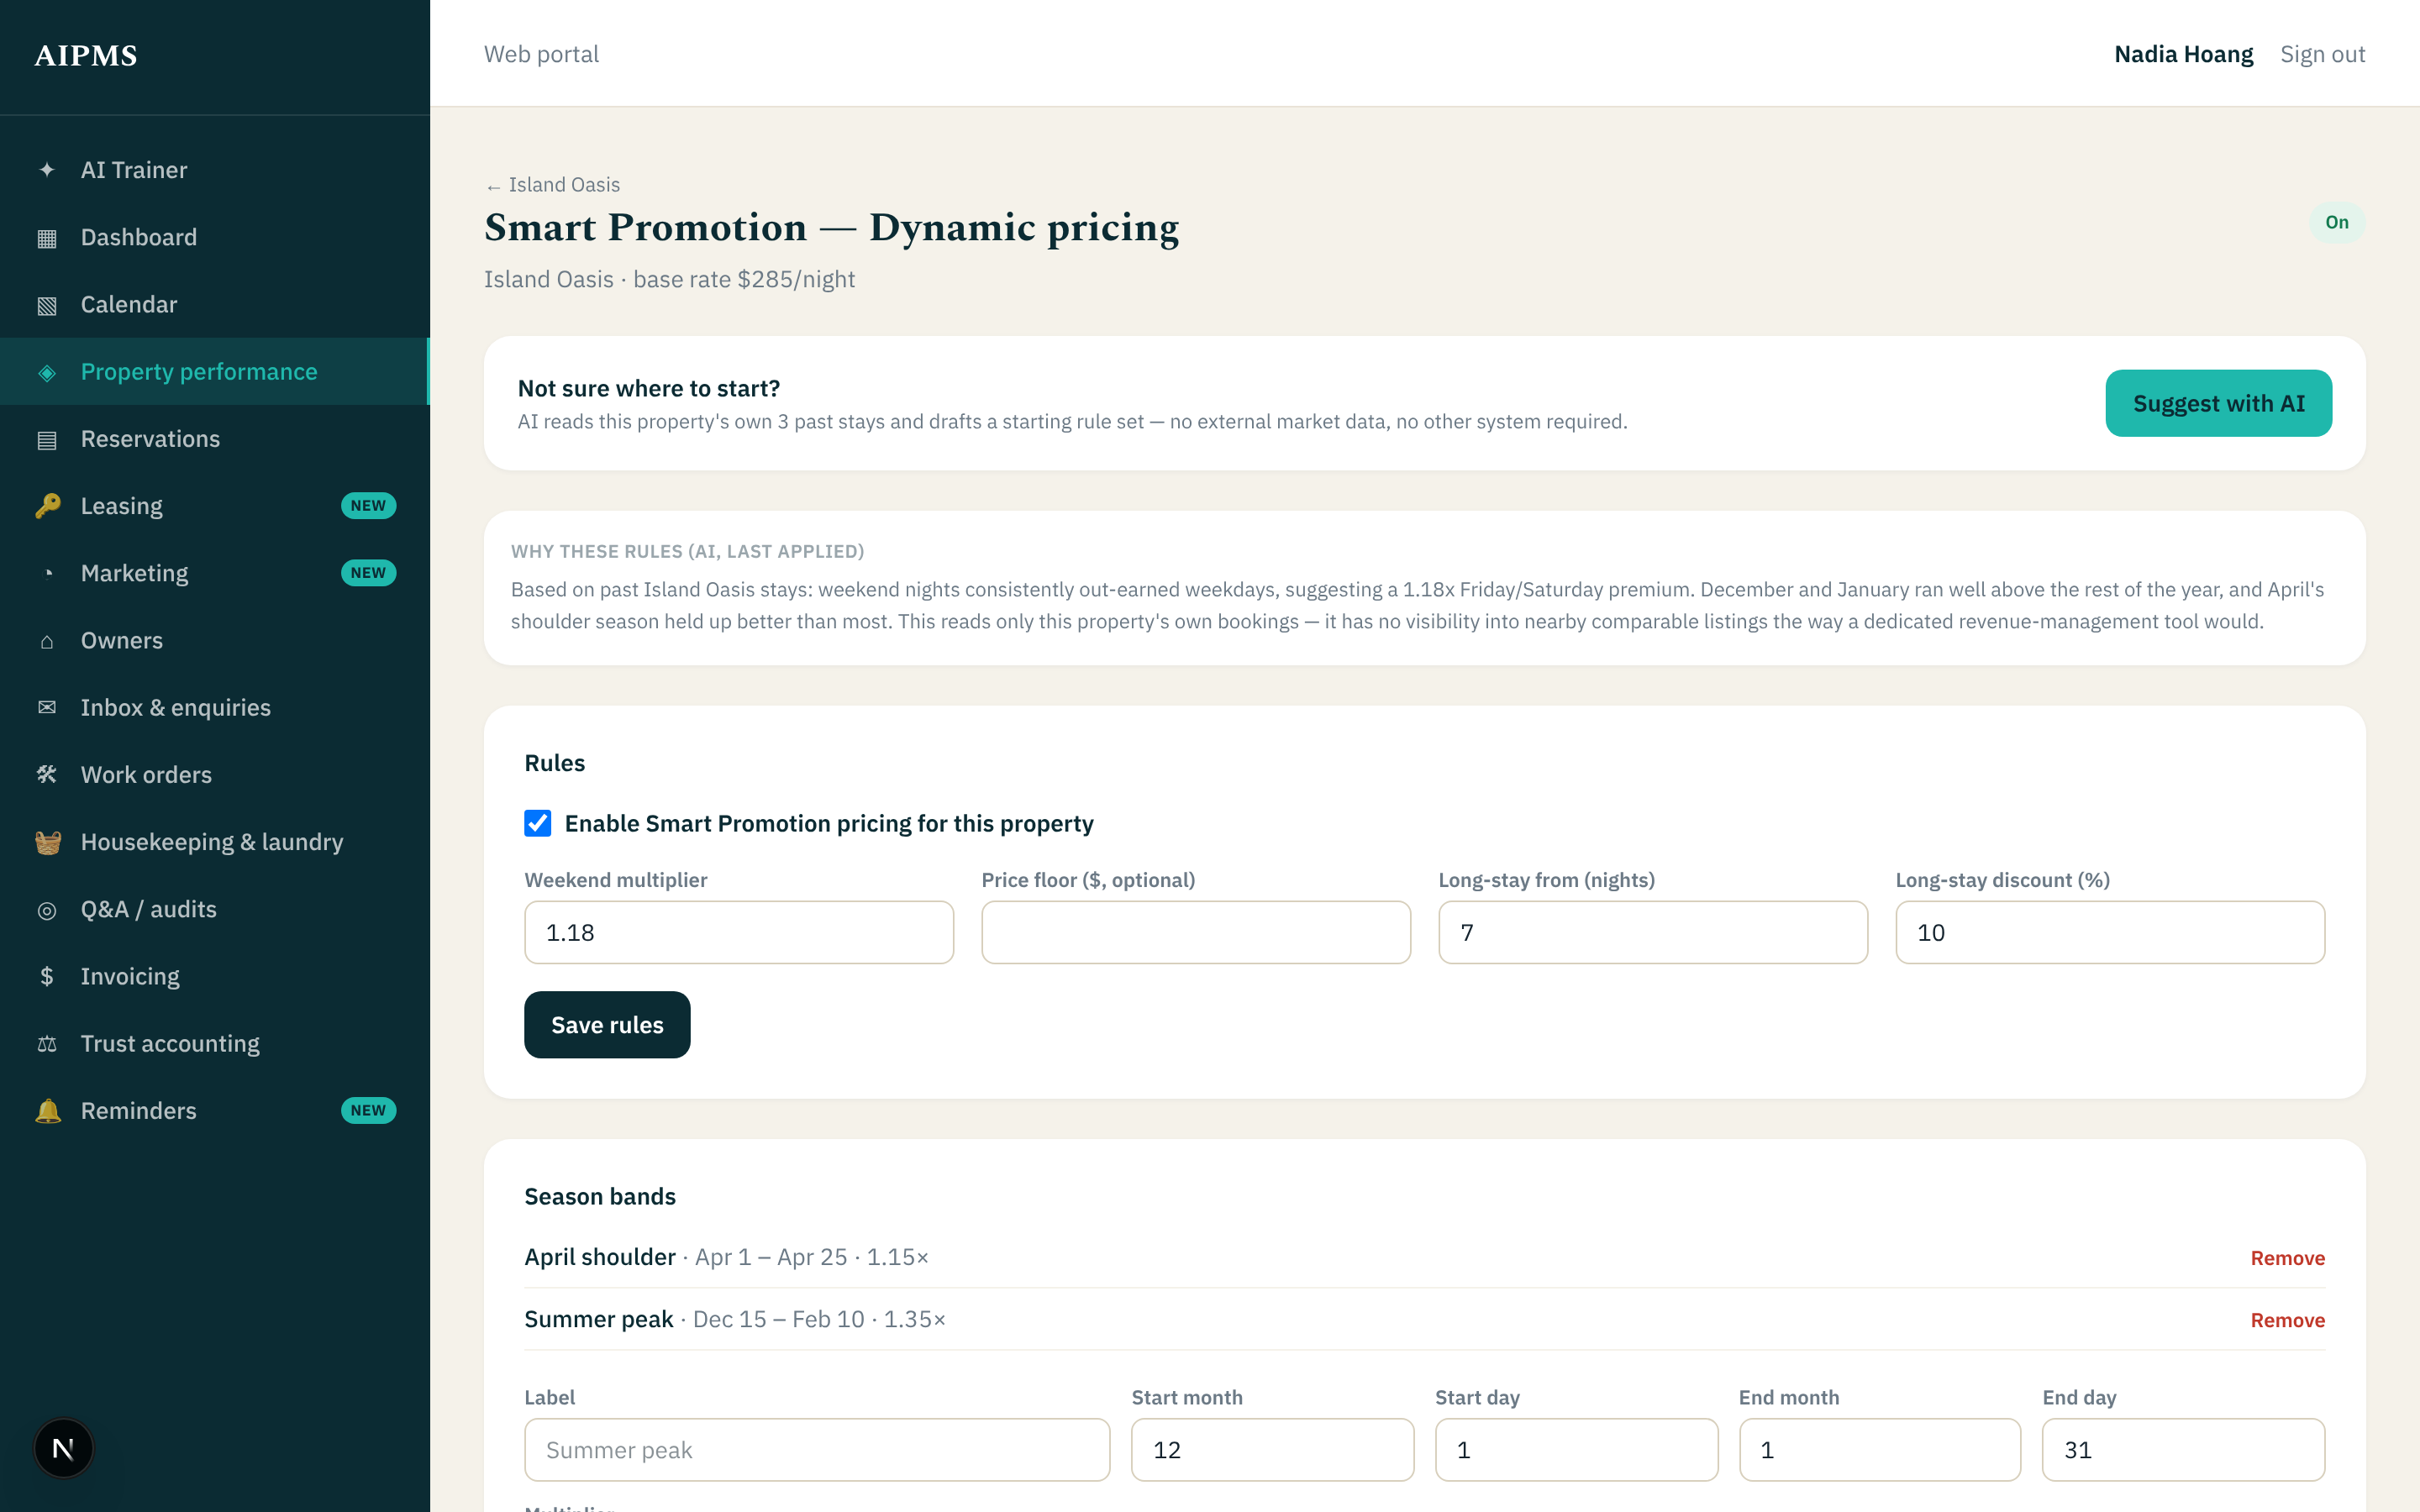 AIPMS
Web portal
Nadia Hoang
Sign out
AI Trainer
Dashboard
Calendar
Property performance
Reservations
Leasing NEW
Marketing NEW
Owners
Inbox & enquiries
Work orders
Housekeeping & laundry
Q&A / audits
$ Invoicing
Trust accounting
Reminders NEW
N
← Island Oasis
Smart Promotion — Dynamic pricing
On
Island Oasis · base rate $285/night
Not sure where to start?
AI reads this property's own 3 past stays and drafts a starting rule set — no external market data, no other system required.
Suggest with AI
WHY THESE RULES (AI, LAST APPLIED)
Based on past Island Oasis stays: weekend nights consistently out-earned weekdays, suggesting a 1.18x Friday/Saturday premium. December and January ran well above the rest of the year, and April's
shoulder season held up better than most. This reads only this property's own bookings — it has no visibility into nearby comparable listings the way a dedicated revenue-management tool would.
Rules
Enable Smart Promotion pricing for this property
Weekend multiplier
Price floor ($, optional)
Long-stay from (nights)
Long-stay discount (%)
1.18
7
10
Save rules
Season bands
April shoulder · Apr 1 – Apr 25 · 1.15×
Remove
Summer peak · Dec 15 – Feb 10 · 1.35×
Remove
Label
Start month
Start day
End month
End day
Summer peak
12
1
1
31